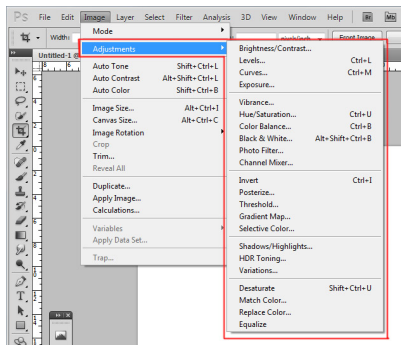 PS File Edit Image Layer Select Filter Analysis 3D View Window Help Br Mb
Width: Front Image
Untitled-1 @
Mode
Adjustments
Auto Tone Shift+Ctrl+L
Auto Contrast Alt+Shift+Ctrl+L
Auto Color Shift+Ctrl+B
Image Size... Alt+Ctrl+I
Canvas Size... Alt+Ctrl+C
Image Rotation
Crop
Trim...
Reveal All
Duplicate...
Apply Image...
Calculations...
Variables
Apply Data Set...
Trap...
Brightness/Contrast...
Levels... Ctrl+L
Curves... Ctrl+M
Exposure...
Vibrance...
Hue/Saturation... Ctrl+U
Color Balance... Ctrl+B
Black & White... Alt+Shift+Ctrl+B
Photo Filter...
Channel Mixer...
Invert Ctrl+I
Posterize...
Threshold...
Gradient Map...
Selective Color...
Shadows/Highlights...
HDR Toning...
Variations...
Desaturate Shift+Ctrl+U
Match Color...
Replace Color...
Equalize